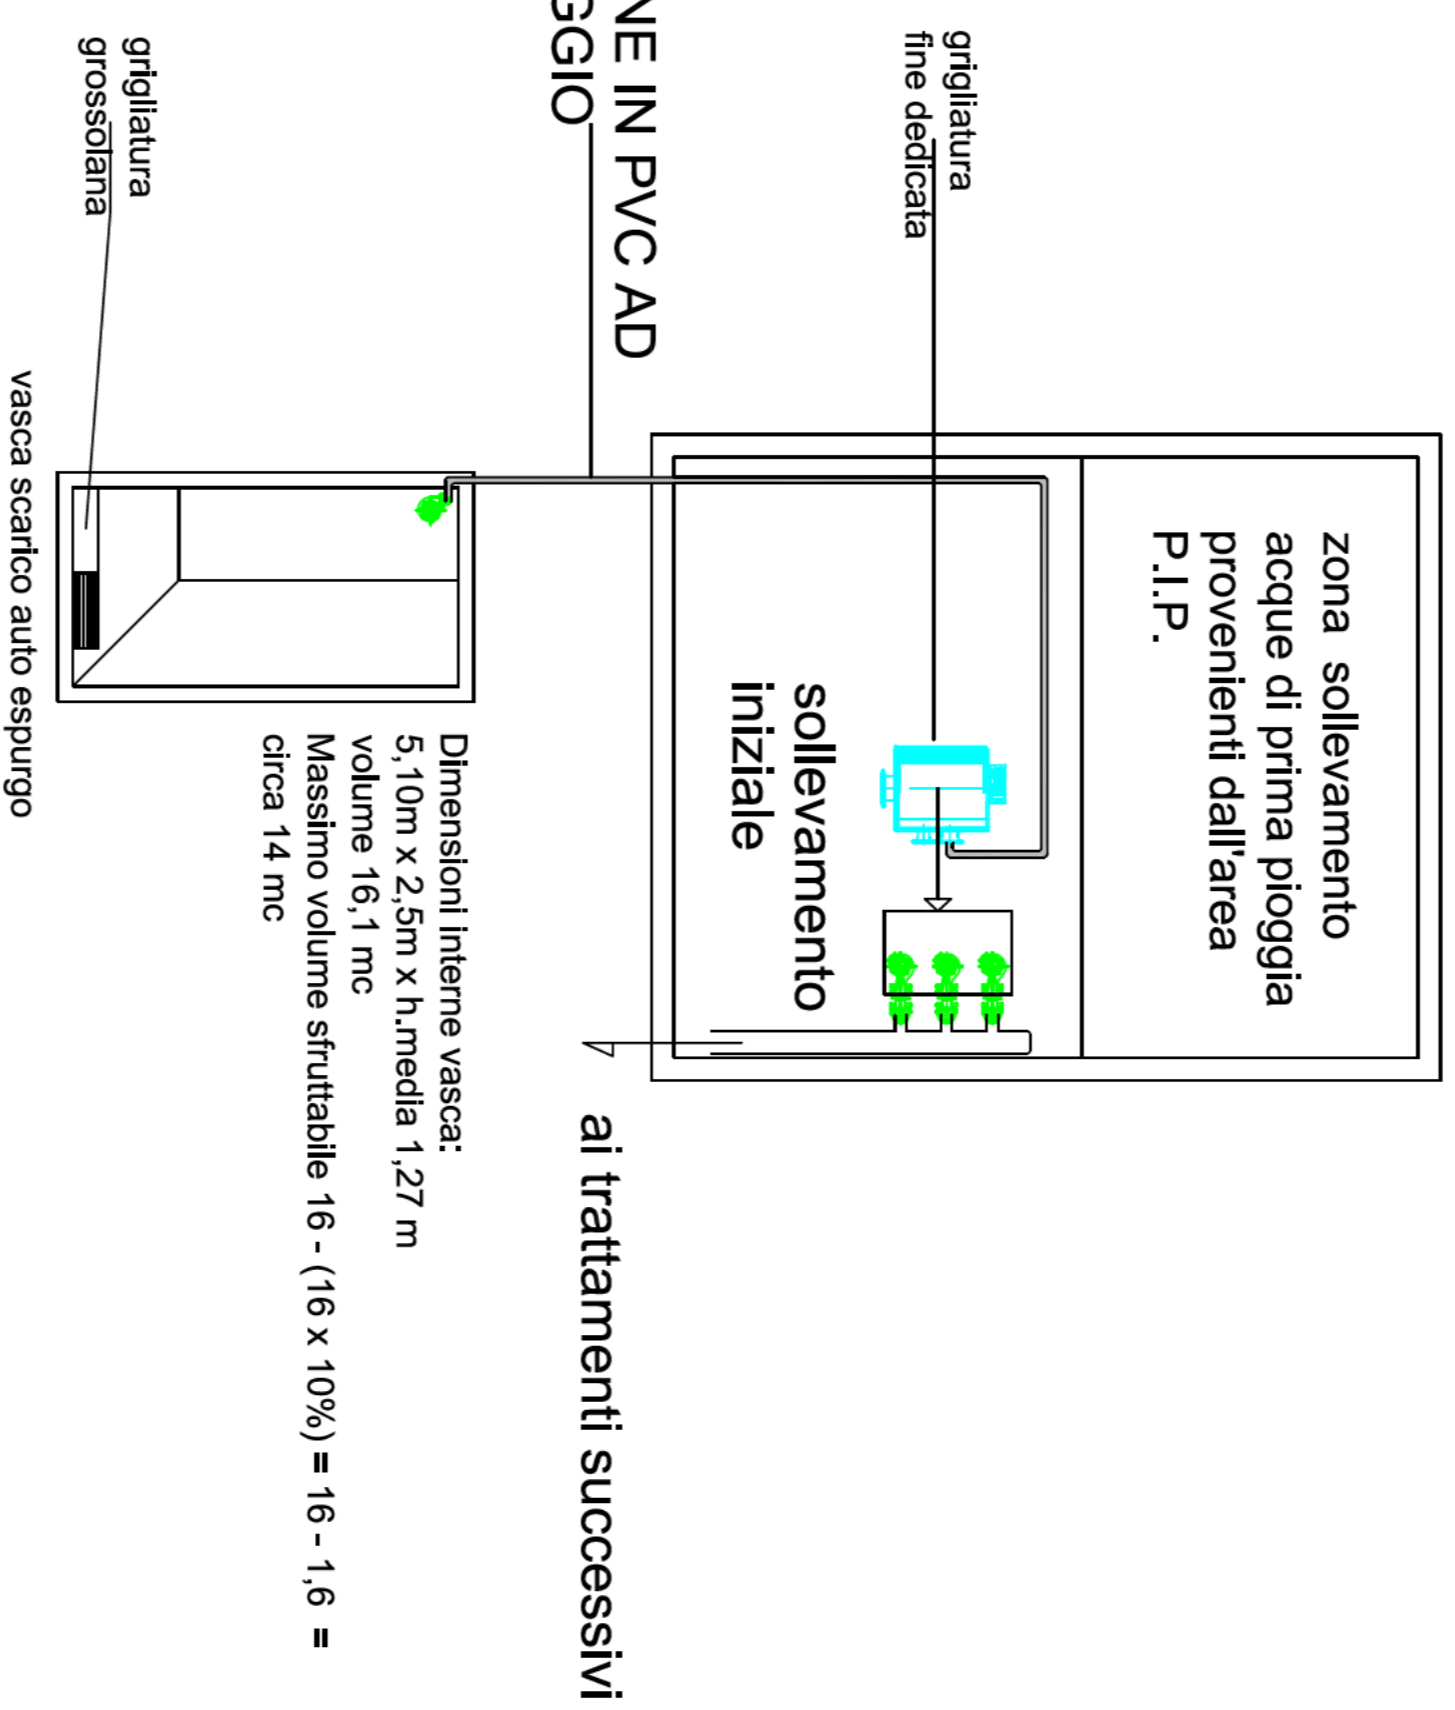 zona sollevamento
acque di prima pioggia
provenienti dall'area
P.I.P.
grigliatura
fine dedicata
sollevamento
iniziale
NE IN PVC AD
GGIO
ai trattamenti successivi
Dimensioni interne vasca:
5,10m x 2,5m x h.media 1,27 m
volume 16,1 mc
Massimo volume sfruttabile 16 - (16 x 10%) = 16 - 1,6 =
circa 14 mc
grigliatura
grossolana
vasca scarico auto espurgo